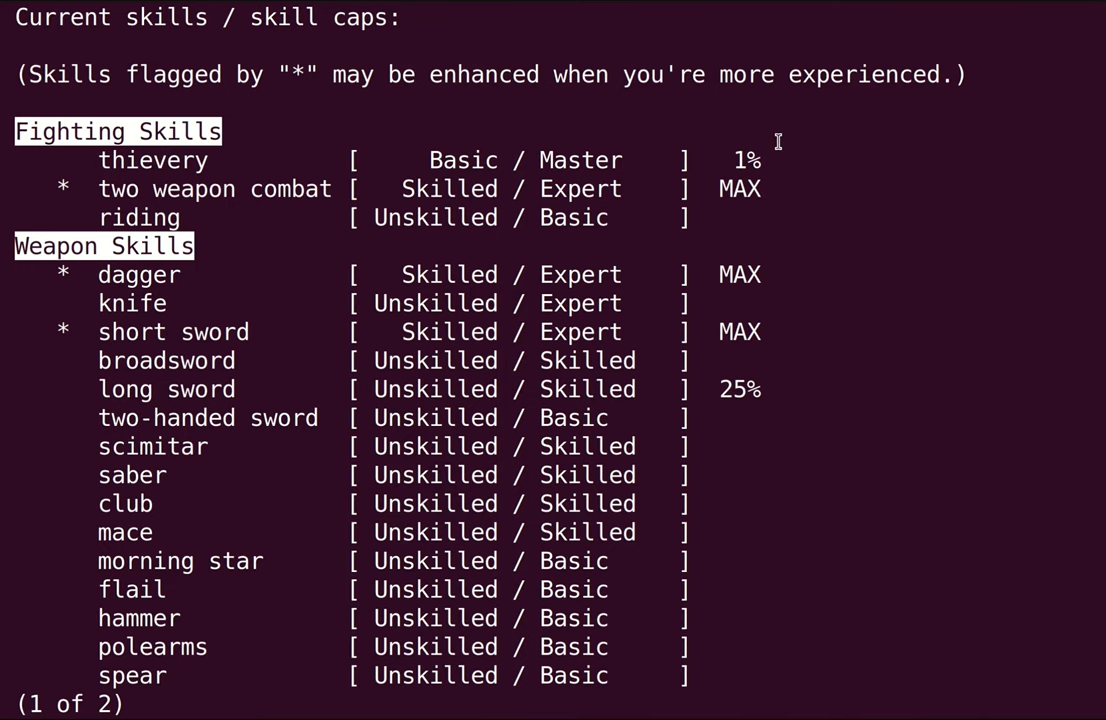 Current skills / skill caps:
(Skills flagged by "*" may be enhanced when you're more experienced.)
Fighting Skills
thievery [ Basic / Master ] 1%
* two weapon combat [ Skilled / Expert ] MAX
riding [ Unskilled / Basic ]
Weapon Skills
* dagger [ Skilled / Expert ] MAX
knife [ Unskilled / Expert ]
* short sword [ Skilled / Expert ] MAX
broadsword [ Unskilled / Skilled ]
long sword [ Unskilled / Skilled ] 25%
two-handed sword [ Unskilled / Basic ]
scimitar [ Unskilled / Skilled ]
saber [ Unskilled / Skilled ]
club [ Unskilled / Skilled ]
mace [ Unskilled / Skilled ]
morning star [ Unskilled / Basic ]
flail [ Unskilled / Basic ]
hammer [ Unskilled / Basic ]
polearms [ Unskilled / Basic ]
spear [ Unskilled / Basic ]
(1 of 2)